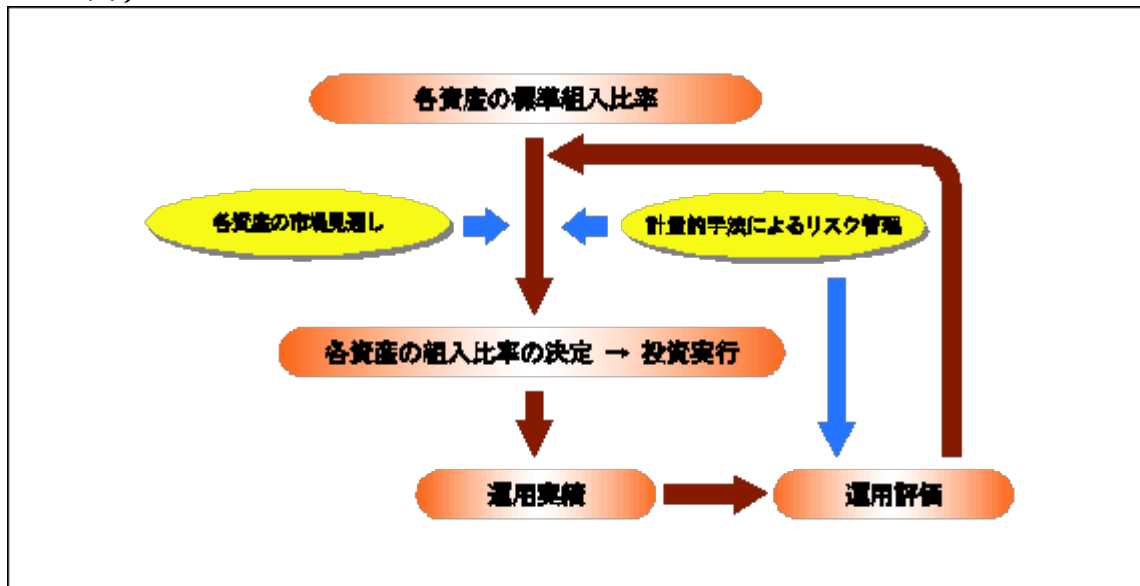 各資産の標準組入比率
各資産の市場見通し
計量的手法によるリスク管理
各資産の組入比率の決定 → 投資実行
運用実績
運用評価